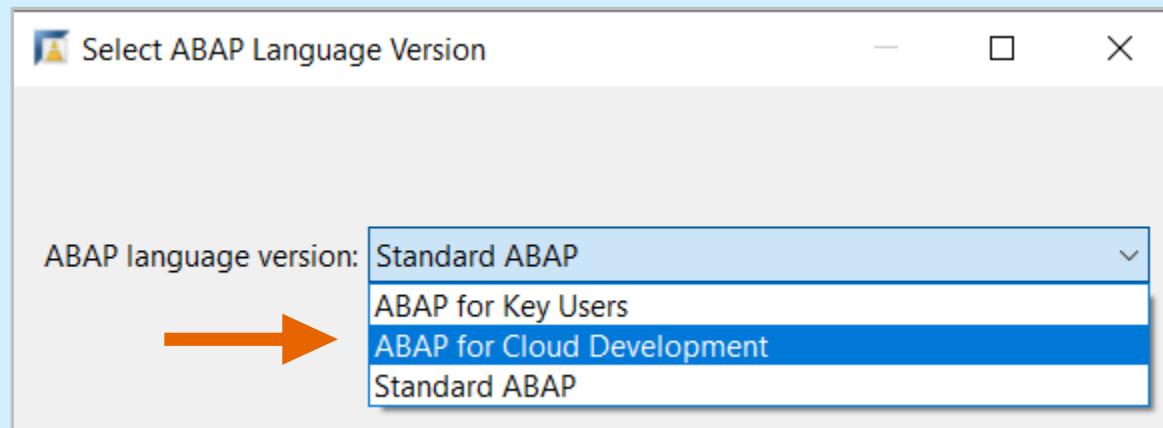 Select ABAP Language Version
ABAP language version: Standard ABAP
ABAP for Key Users
ABAP for Cloud Development
Standard ABAP